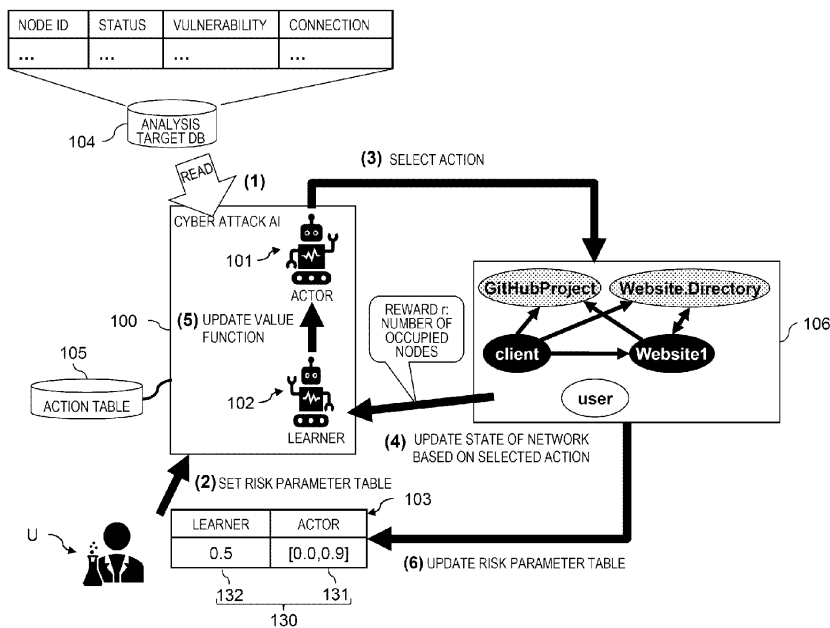 NODE ID STATUS VULNERABILITY CONNECTION
... ... ... ...
ANALYSIS
TARGET DB
104
READ
(1)
(3) SELECT ACTION
CYBER ATTACK AI
101
ACTOR
GitHubProject Website.Directory
100
(5) UPDATE VALUE
FUNCTION
REWARD r:
NUMBER OF
OCCUPIED
NODES
106
client Website1
105
ACTION TABLE
102
LEARNER
user
(4) UPDATE STATE OF NETWORK
BASED ON SELECTED ACTION
(2) SET RISK PARAMETER TABLE
103
LEARNER ACTOR
0.5 [0.0,0.9]
U
(6) UPDATE RISK PARAMETER TABLE
132 131
130